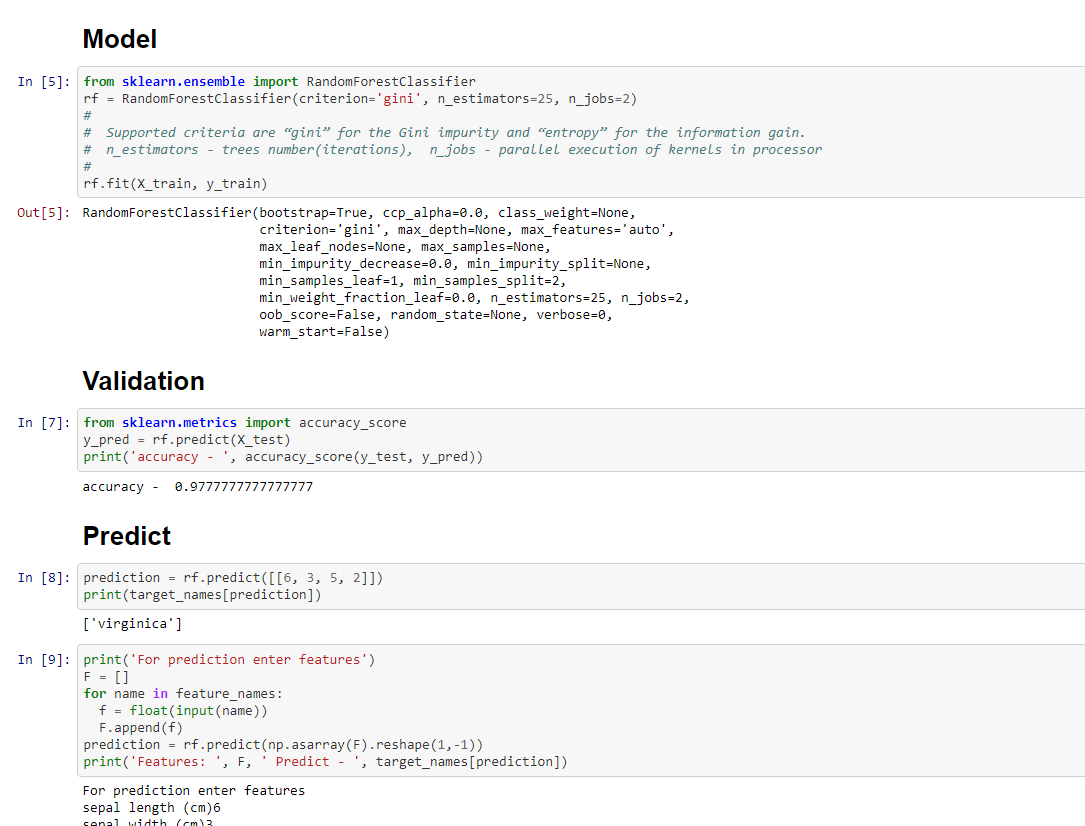 Model
In [5]: from sklearn.ensemble import RandomForestClassifier
rf = RandomForestClassifier(criterion='gini', n_estimators=25, n_jobs=2)
#
#  Supported criteria are “gini” for the Gini impurity and “entropy” for the information gain.
#  n_estimators - trees number(iterations),  n_jobs - parallel execution of kernels in processor
#
rf.fit(X_train, y_train)
Out[5]: RandomForestClassifier(bootstrap=True, ccp_alpha=0.0, class_weight=None,
criterion='gini', max_depth=None, max_features='auto',
max_leaf_nodes=None, max_samples=None,
min_impurity_decrease=0.0, min_impurity_split=None,
min_samples_leaf=1, min_samples_split=2,
min_weight_fraction_leaf=0.0, n_estimators=25, n_jobs=2,
oob_score=False, random_state=None, verbose=0,
warm_start=False)
Validation
In [7]: from sklearn.metrics import accuracy_score
y_pred = rf.predict(X_test)
print('accuracy - ', accuracy_score(y_test, y_pred))
accuracy -  0.9777777777777777
Predict
In [8]: prediction = rf.predict([[6, 3, 5, 2]])
print(target_names[prediction])
['virginica']
In [9]: print('For prediction enter features')
F = []
for name in feature_names:
  f = float(input(name))
  F.append(f)
prediction = rf.predict(np.asarray(F).reshape(1,-1))
print('Features: ', F, ' Predict - ', target_names[prediction])
For prediction enter features
sepal length (cm)6
sepal width (cm)3